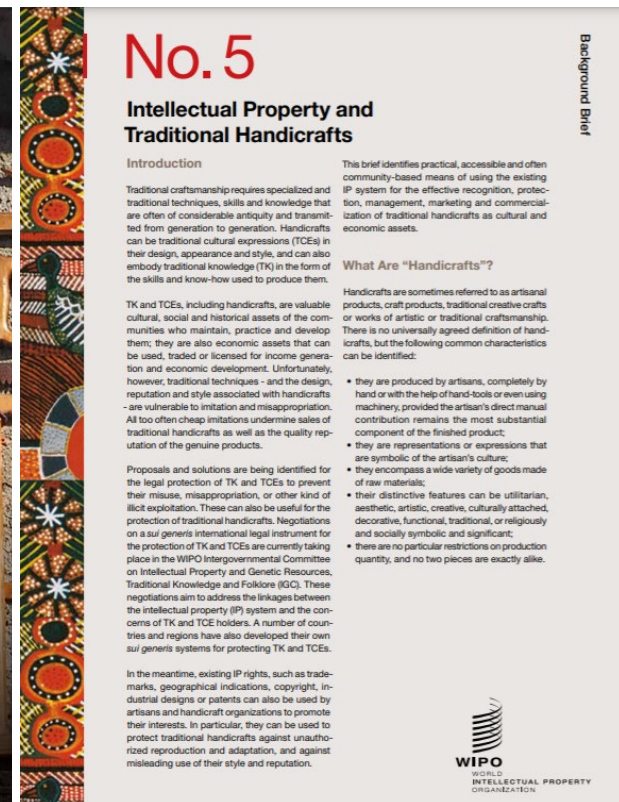 No. 5
Background Brief
Intellectual Property and
Traditional Handicrafts
Introduction
Traditional craftsmanship requires specialized and
traditional techniques, skills and knowledge that
are often of considerable antiquity and transmit-
ted from generation to generation. Handicrafts
can be traditional cultural expressions (TCEs) in
their design, appearance and style, and can also
embody traditional knowledge (TK) in the form of
the skills and know-how used to produce them.
TK and TCEs, including handicrafts, are valuable
cultural, social and historical assets of the com-
munities who maintain, practice and develop
them; they are also economic assets that can
be used, traded or licensed for income genera-
tion and economic development. Unfortunately,
however, traditional techniques - and the design,
reputation and style associated with handicrafts
- are vulnerable to imitation and misappropriation.
All too often cheap imitations undermine sales of
traditional handicrafts as well as the quality rep-
utation of the genuine products.
Proposals and solutions are being identified for
the legal protection of TK and TCEs to prevent
their misuse, misappropriation, or other kind of
illicit exploitation. These can also be useful for the
protection of traditional handicrafts. Negotiations
on a sui generis international legal instrument for
the protection of TK and TCEs are currently taking
place in the WIPO Intergovernmental Committee
on Intellectual Property and Genetic Resources,
Traditional Knowledge and Folklore (IGC). These
negotiations aim to address the linkages between
the intellectual property (IP) system and the con-
cerns of TK and TCE holders. A number of coun-
tries and regions have also developed their own
sui generis systems for protecting TK and TCEs.
In the meantime, existing IP rights, such as trade-
marks, geographical indications, copyright, in-
dustrial designs or patents can also be used by
artisans and handicraft organizations to promote
their interests. In particular, they can be used to
protect traditional handicrafts against unautho-
rized reproduction and adaptation, and against
misleading use of their style and reputation.
This brief identifies practical, accessible and often
community-based means of using the existing
IP system for the effective recognition, protec-
tion, management, marketing and commercial-
ization of traditional handicrafts as cultural and
economic assets.
What Are “Handicrafts”?
Handicrafts are sometimes referred to as artisanal
products, craft products, traditional creative crafts
or works of artistic or traditional craftsmanship.
There is no universally agreed definition of hand-
icrafts, but the following common characteristics
can be identified:
• they are produced by artisans, completely by
hand or with the help of hand-tools or even using
machinery, provided the artisan's direct manual
contribution remains the most substantial
component of the finished product;
• they are representations or expressions that
are symbolic of the artisan's culture;
• they encompass a wide variety of goods made
of raw materials;
• their distinctive features can be utilitarian,
aesthetic, artistic, creative, culturally attached,
decorative, functional, traditional, or religiously
and socially symbolic and significant;
• there are no particular restrictions on production
quantity, and no two pieces are exactly alike.
WIPO
WORLD
INTELLECTUAL PROPERTY
ORGANIZATION